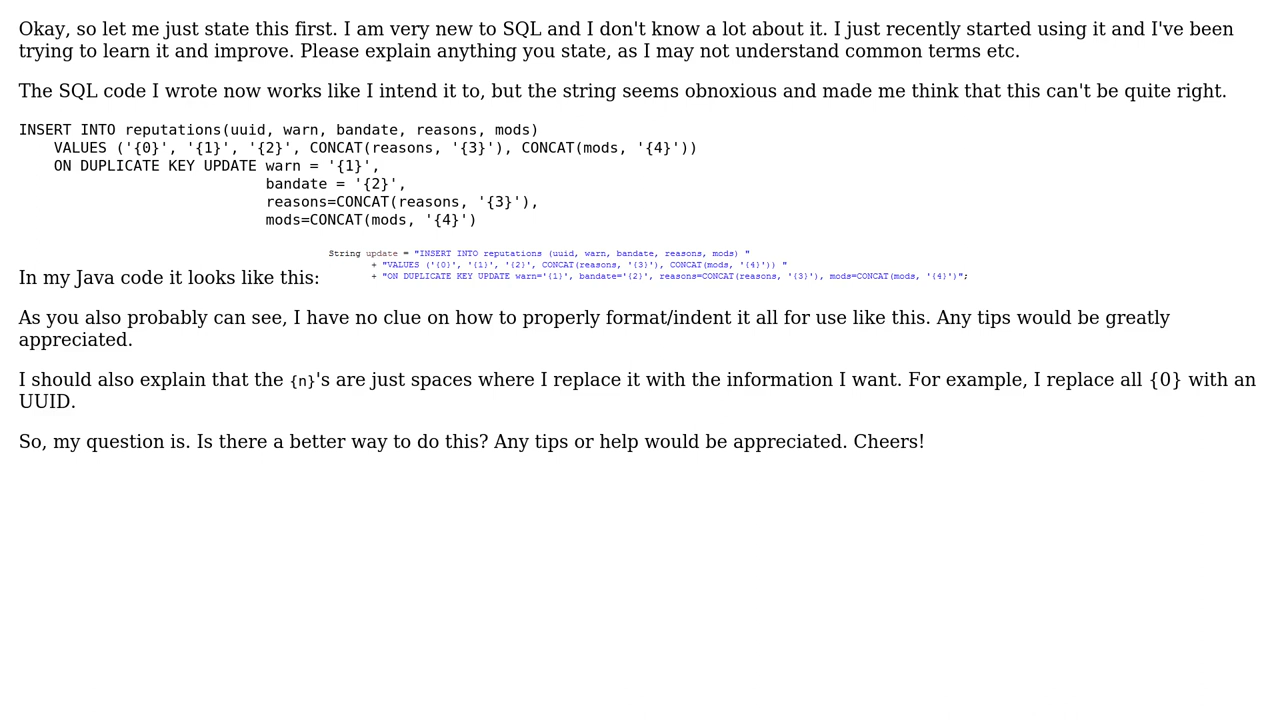 Okay, so let me just state this first. I am very new to SQL and I don't know a lot about it. I just recently started using it and I've been
trying to learn it and improve. Please explain anything you state, as I may not understand common terms etc.
The SQL code I wrote now works like I intend it to, but the string seems obnoxious and made me think that this can't be quite right.
INSERT INTO reputations(uuid, warn, bandate, reasons, mods)
    VALUES ('{0}', '{1}', '{2}', CONCAT(reasons, '{3}'), CONCAT(mods, '{4}'))
    ON DUPLICATE KEY UPDATE warn = '{1}',
                            bandate = '{2}',
                            reasons=CONCAT(reasons, '{3}'),
                            mods=CONCAT(mods, '{4}')
String update = "INSERT INTO reputations (uuid, warn, bandate, reasons, mods) "
        + "VALUES ('{0}', '{1}', '{2}', CONCAT(reasons, '{3}'), CONCAT(mods, '{4}')) "
        + "ON DUPLICATE KEY UPDATE warn='{1}', bandate='{2}', reasons=CONCAT(reasons, '{3}'), mods=CONCAT(mods, '{4}')";
In my Java code it looks like this:
As you also probably can see, I have no clue on how to properly format/indent it all for use like this. Any tips would be greatly
appreciated.
I should also explain that the {n}'s are just spaces where I replace it with the information I want. For example, I replace all {0} with an
UUID.
So, my question is. Is there a better way to do this? Any tips or help would be appreciated. Cheers!